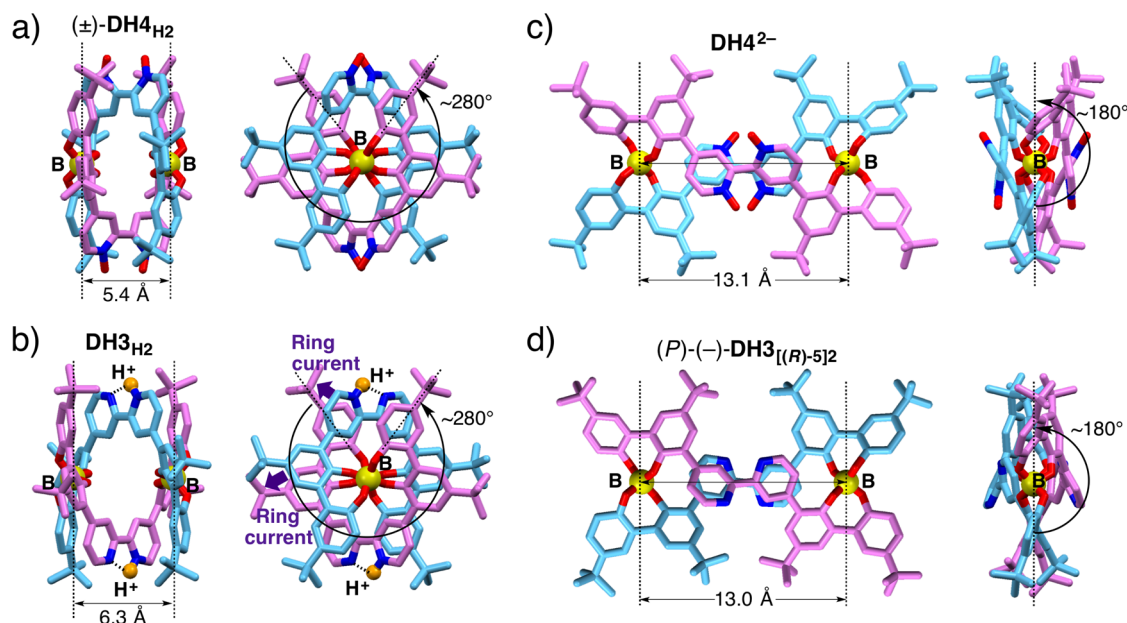 a)
(±)-DH4H2
B
B
5.4 Å
B
~280°
b)
DH3H2
H+
B
B
H+
6.3 Å
Ring
current
H+
~280°
B
Ring
current
H+
c)
DH42–
B
B
13.1 Å
~180°
B
d)
(P)-(–)-DH3[(R)-5]2
B
B
13.0 Å
~180°
B